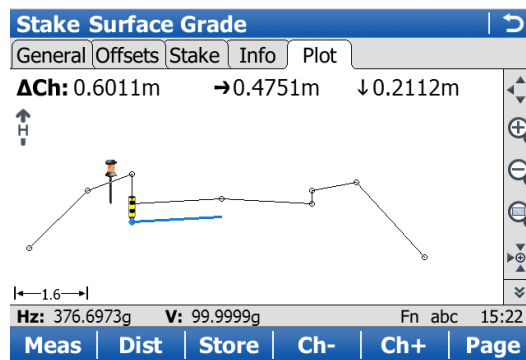 Stake Surface Grade
General Offsets Stake Info Plot
ΔCh: 0.6011m →0.4751m ↓0.2112m
H
1.6
Hz: 376.6973g V: 99.9999g Fn abc 15:22
Meas Dist Store Ch- Ch+ Page